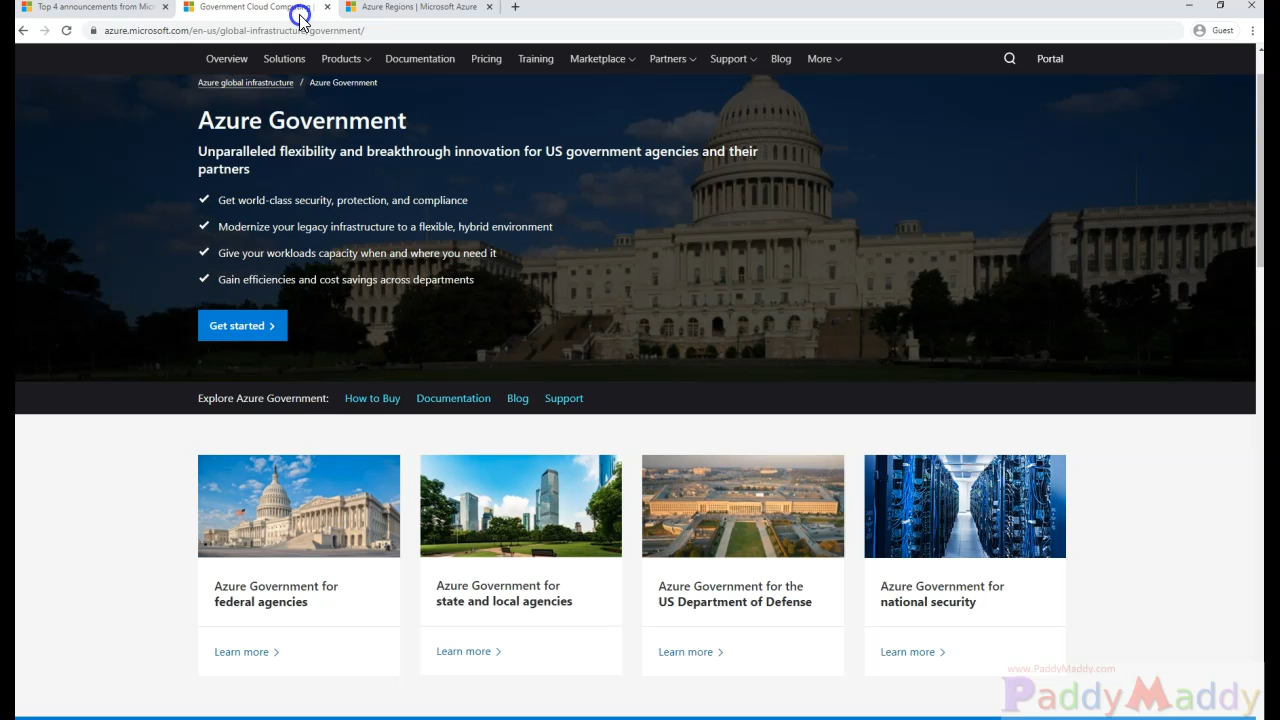 Top 4 announcements from Mic
Government Cloud Computing |
Azure Regions | Microsoft Azure
azure.microsoft.com/en-us/global-infrastructure/government/
Guest
Overview
Solutions
Products
Documentation
Pricing
Training
Marketplace
Partners
Support
Blog
More
Portal
Azure global infrastructure / Azure Government
Azure Government
Unparalleled flexibility and breakthrough innovation for US government agencies and their
partners
Get world-class security, protection, and compliance
Modernize your legacy infrastructure to a flexible, hybrid environment
Give your workloads capacity when and where you need it
Gain efficiencies and cost savings across departments
Get started
Explore Azure Government: How to Buy Documentation Blog Support
Azure Government for
federal agencies
Learn more
Azure Government for
state and local agencies
Learn more
Azure Government for the
US Department of Defense
Learn more
Azure Government for
national security
Learn more
www.PaddyMaddy.com
PaddyMaddy